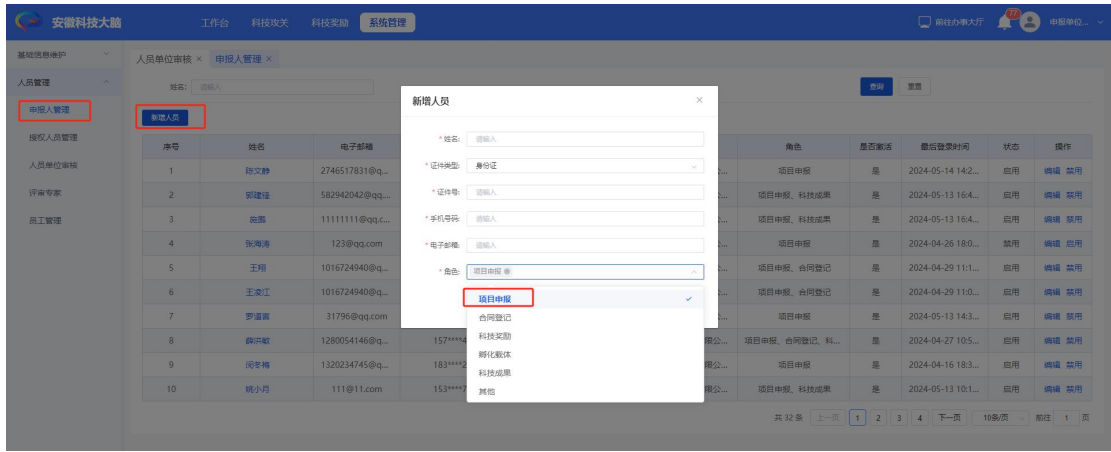 安徽科技大脑 工作台 科技攻关 科技奖励 系统管理 前往办事大厅 77 申报单位...
基础信息维护
人员管理
申报人管理
授权人员管理
人员单位审核
评审专家
员工管理
人员单位审核 × 申报人管理 ×
姓名: 请输入 查询 重置
新增人员
序号 姓名 电子邮箱 角色 是否激活 最后登录时间 状态 操作
1 陈文静 2746517831@q... 项目申报 是 2024-05-14 14:2... 启用 编辑 禁用
2 582942042@qq.... 项目申报、科技成果 是 2024-05-13 16:4... 启用 编辑 禁用
3 施鹏 11111111@qq.c... 项目申报、科技成果 是 2024-05-13 16:4... 启用 编辑 禁用
4 张海涛 123@qq.com 项目申报 是 2024-04-26 18:0... 禁用 编辑 启用
5 王翔 1016724940@q... 项目申报、合同登记 是 2024-04-29 11:1... 启用 编辑 禁用
6 王凌江 1016724940@q... 项目申报、合同登记 是 2024-04-29 11:0... 启用 编辑 禁用
7 31796@qq.com 项目申报 是 2024-05-13 14:3... 启用 编辑 禁用
8 薛洪敏 1280054146@q... 157****4 限公... 项目申报、合同登记、科... 是 2024-04-27 10:5... 启用 编辑 禁用
9 闵冬梅 1320234745@q... 183****2 限公... 项目申报 是 2024-04-16 18:3... 启用 编辑 禁用
10 姚小月 111@11.com 153****7 限公... 项目申报、科技成果 是 2024-05-13 10:1... 启用 编辑 禁用
共 32 条 上一页 1 2 3 4 下一页 10条/页 前往 1 页
新增人员 ×
* 姓名: 请输入
* 证件类型: 身份证
* 证件号: 请输入
* 手机号码: 请输入
* 电子邮箱: 请输入
* 角色: 项目申报
项目申报
合同登记
科技奖励
孵化载体
科技成果
其他